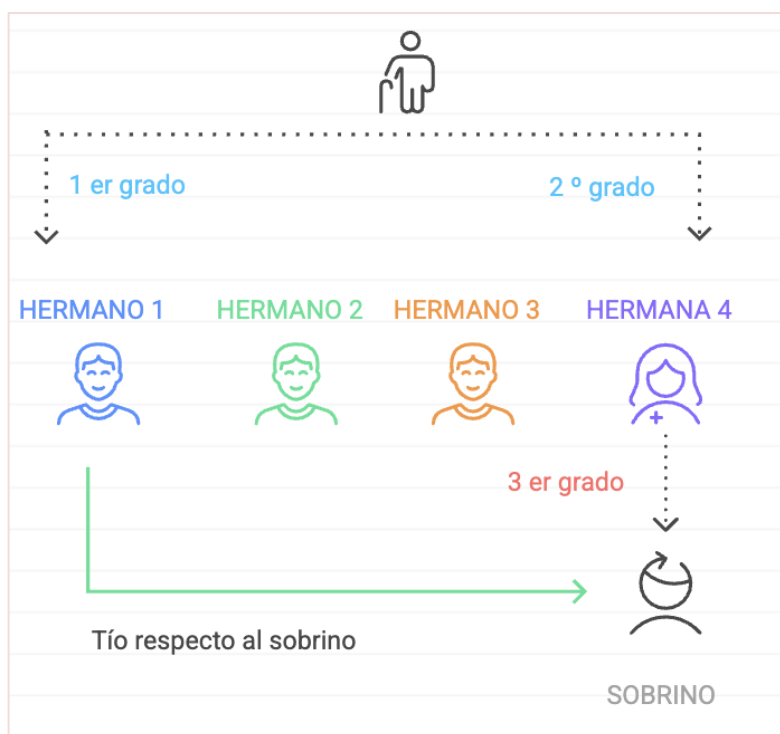 1 er grado
2 º grado
HERMANO 1
HERMANO 2
HERMANO 3
HERMANA 4
3 er grado
Tío respecto al sobrino
SOBRINO